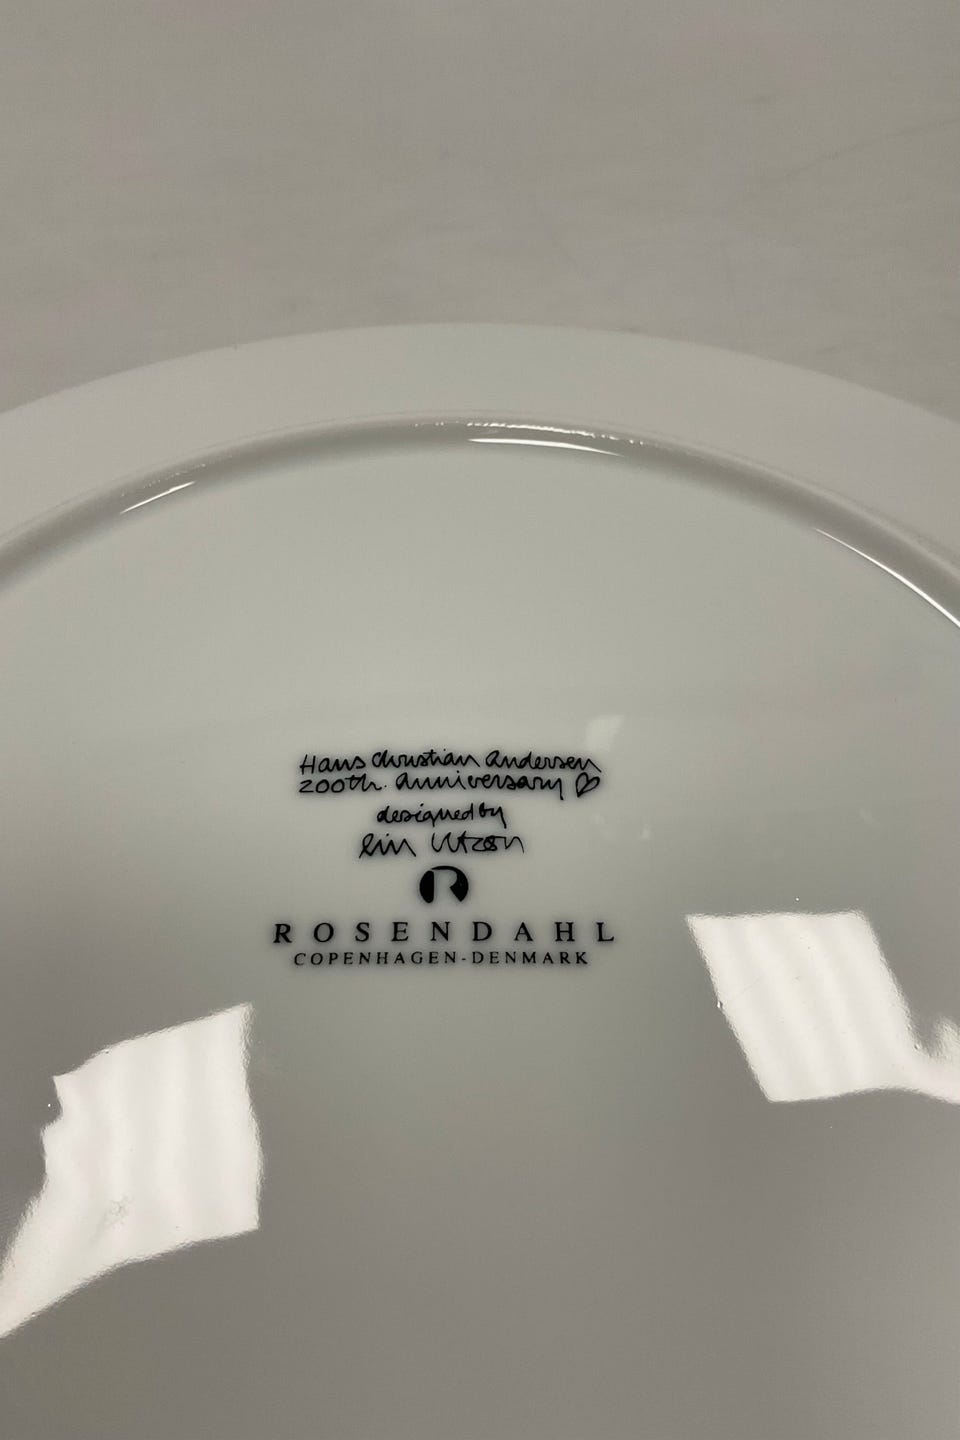 Hans Christian Andersen
200th. Anniversary ♡
designed by
Lin Utzon
R
ROSENDAHL
COPENHAGEN-DENMARK